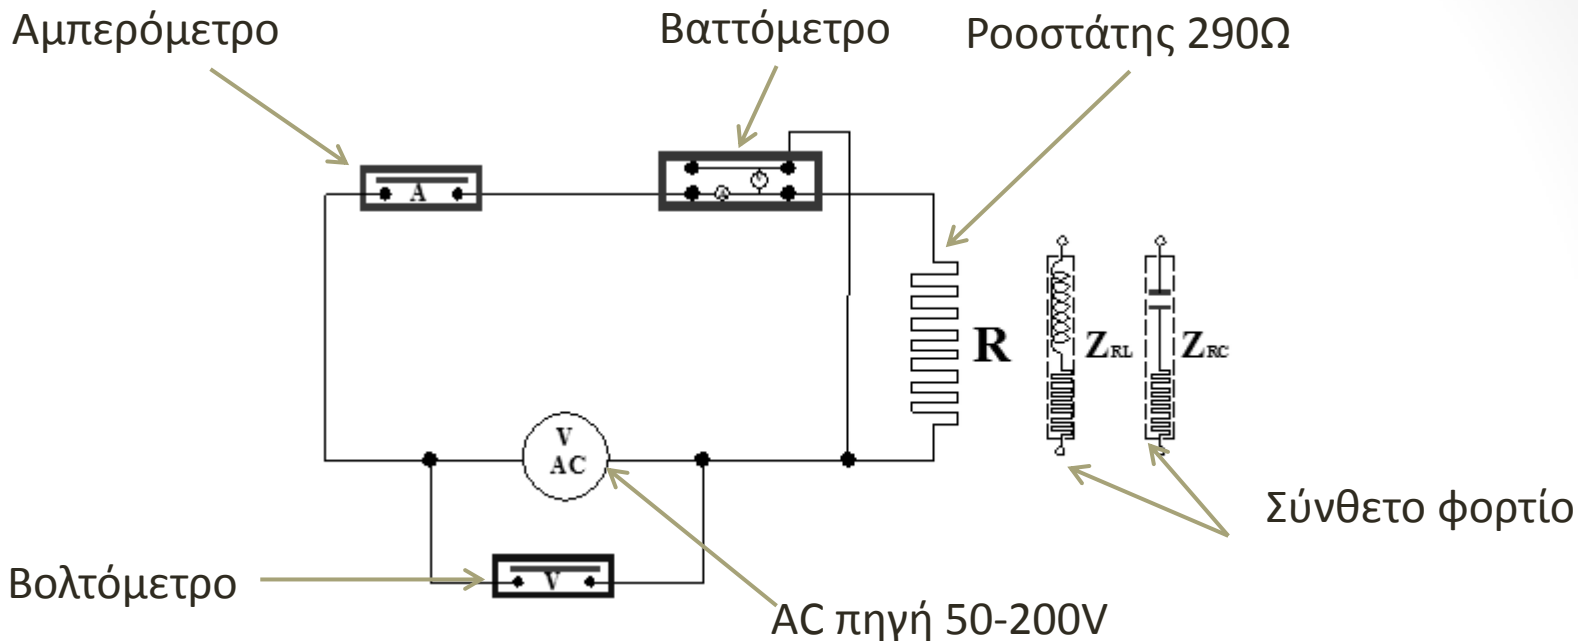 Αμπερόμετρο
Βαττόμετρο
Ροοστάτης 290Ω
A
R
Z_RL
Z_RC
V
AC
Σύνθετο φορτίο
Βολτόμετρο
V
AC πηγή 50-200V